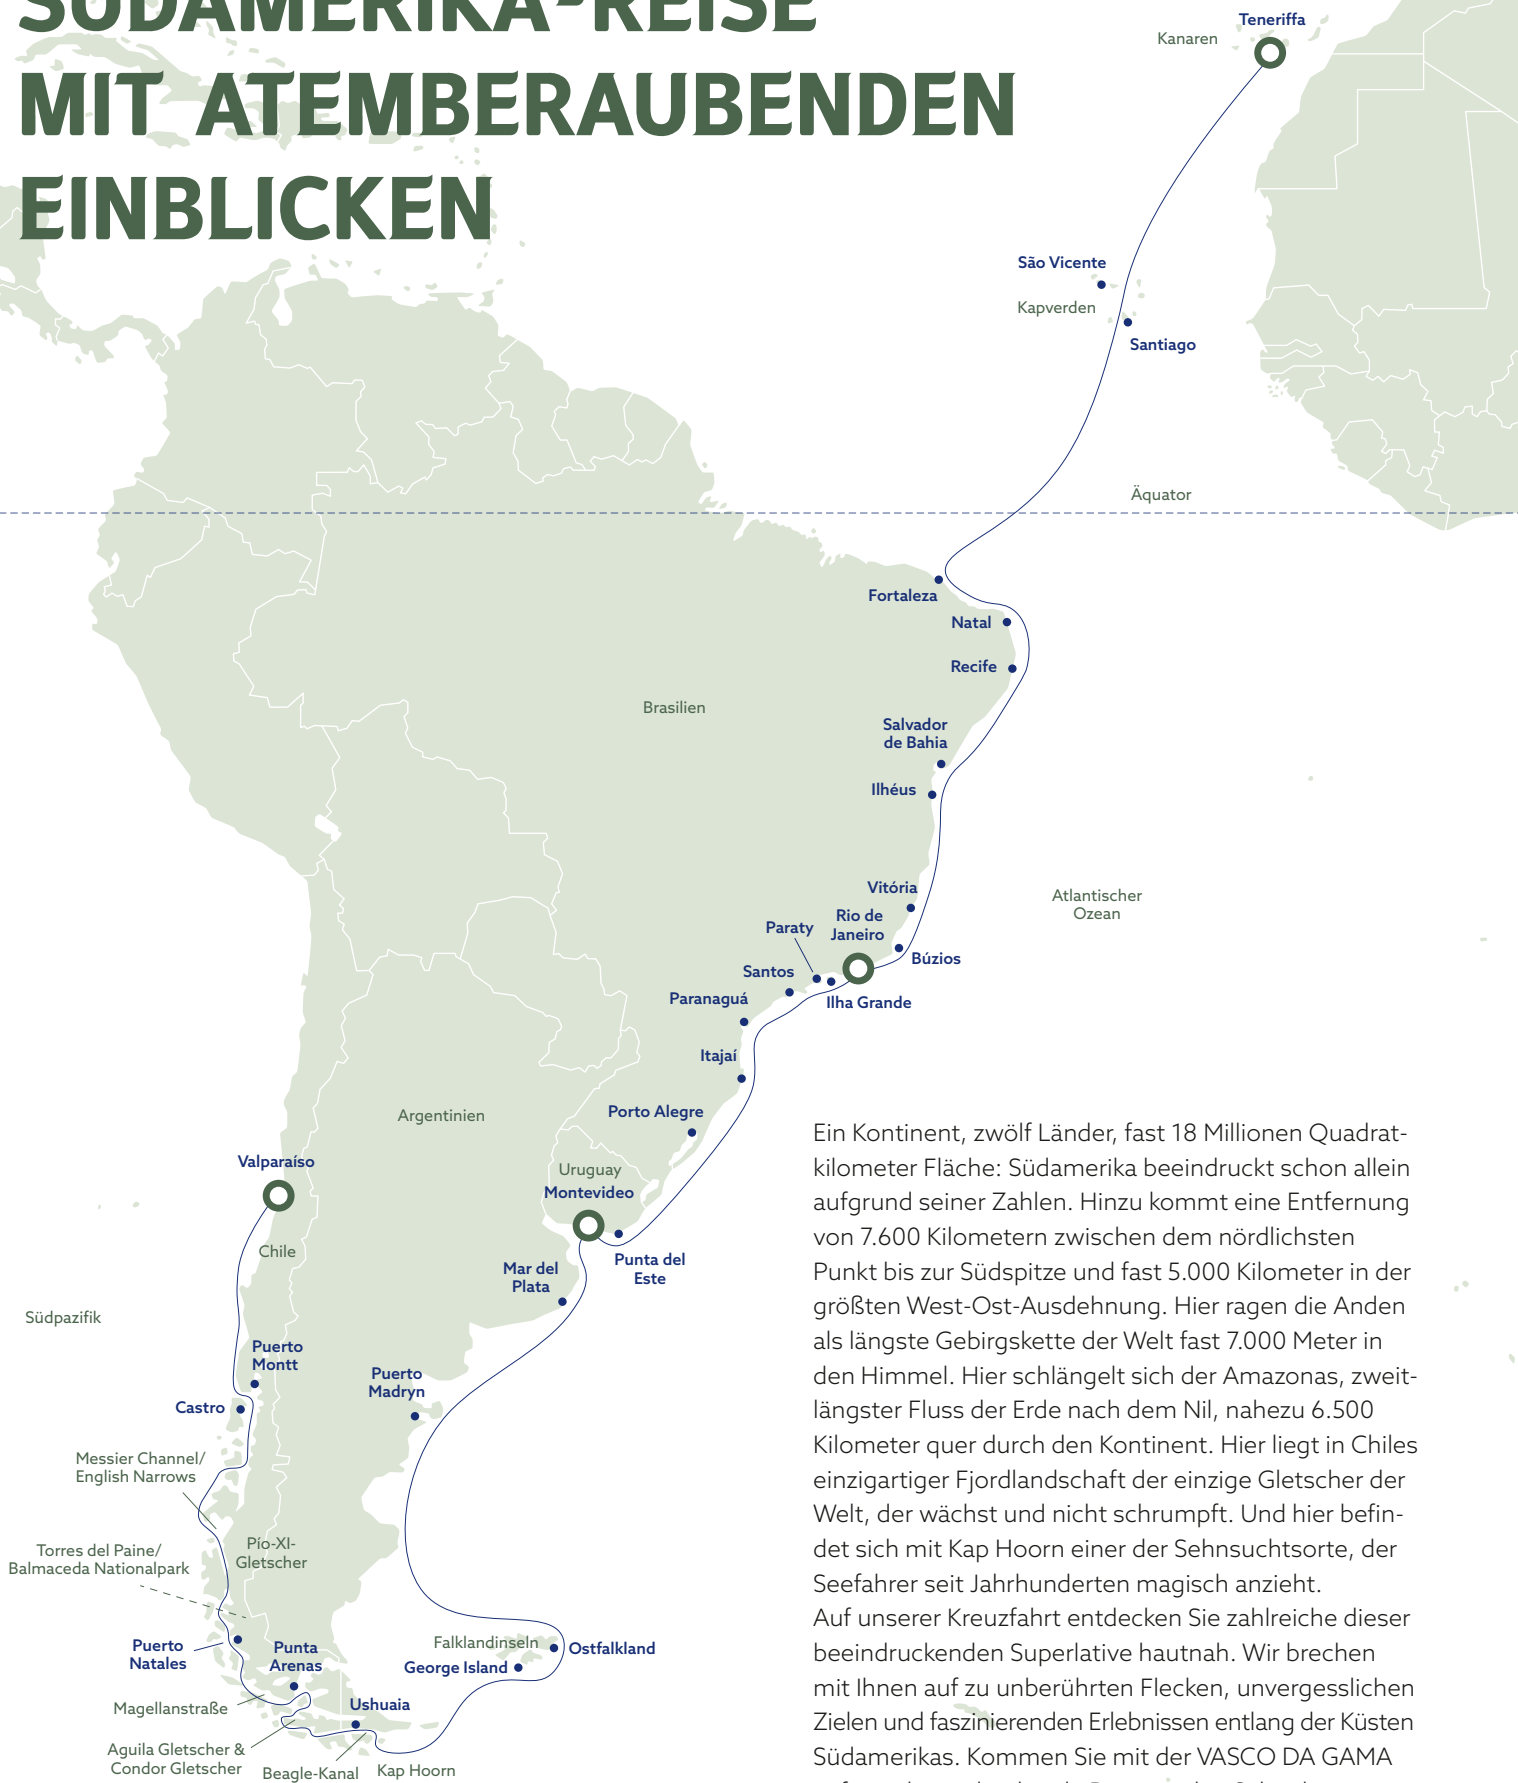 SÜDAMERIKA-REISE
MIT ATEMBERAUBENDEN
EINBLICKEN
Teneriffa
Kanaren
São Vicente
Kapverden
Santiago
Äquator
Fortaleza
Natal
Recife
Brasilien
Salvador
de Bahia
Ilhéus
Vitória
Atlantischer
Ozean
Rio de
Janeiro
Paraty
Búzios
Santos
Ilha Grande
Paranaguá
Itajaí
Argentinien
Porto Alegre
Valparaíso
Uruguay
Montevideo
Chile
Punta del
Este
Mar del
Plata
Südpazifik
Puerto
Montt
Puerto
Madryn
Castro
Messier Channel/
English Narrows
Pío-XI-
Gletscher
Torres del Paine/
Balmaceda Nationalpark
Puerto
Natales
Punta
Arenas
Falklandinseln
Ostfalkland
George Island
Magellanstraße
Ushuaia
Aguila Gletscher &
Condor Gletscher
Beagle-Kanal
Kap Hoorn
Ein Kontinent, zwölf Länder, fast 18 Millionen Quadrat-
kilometer Fläche: Südamerika beeindruckt schon allein
aufgrund seiner Zahlen. Hinzu kommt eine Entfernung
von 7.600 Kilometern zwischen dem nördlichsten
Punkt bis zur Südspitze und fast 5.000 Kilometer in der
größten West-Ost-Ausdehnung. Hier ragen die Anden
als längste Gebirgskette der Welt fast 7.000 Meter in
den Himmel. Hier schlängelt sich der Amazonas, zweit-
längster Fluss der Erde nach dem Nil, nahezu 6.500
Kilometer quer durch den Kontinent. Hier liegt in Chiles
einzigartiger Fjordlandschaft der einzige Gletscher der
Welt, der wächst und nicht schrumpft. Und hier befin-
det sich mit Kap Hoorn einer der Sehnsuchtsorte, der
Seefahrer seit Jahrhunderten magisch anzieht.
Auf unserer Kreuzfahrt entdecken Sie zahlreiche dieser
beeindruckenden Superlative hautnah. Wir brechen
mit Ihnen auf zu unberührten Flecken, unvergesslichen
Zielen und faszinierenden Erlebnissen entlang der Küsten
Südamerikas. Kommen Sie mit der VASCO DA GAMA